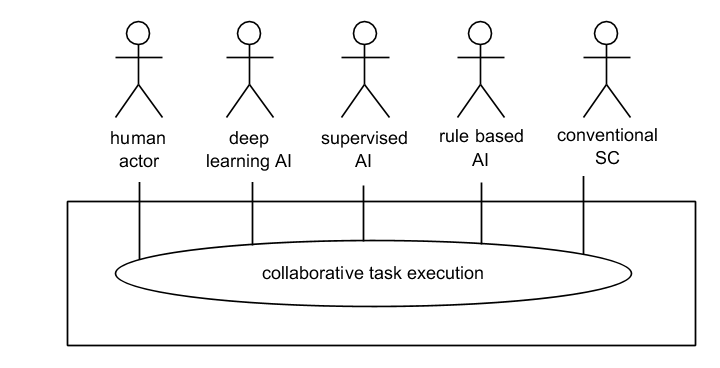 human
actor
deep
learning AI
supervised
AI
rule based
AI
conventional
SC
collaborative task execution